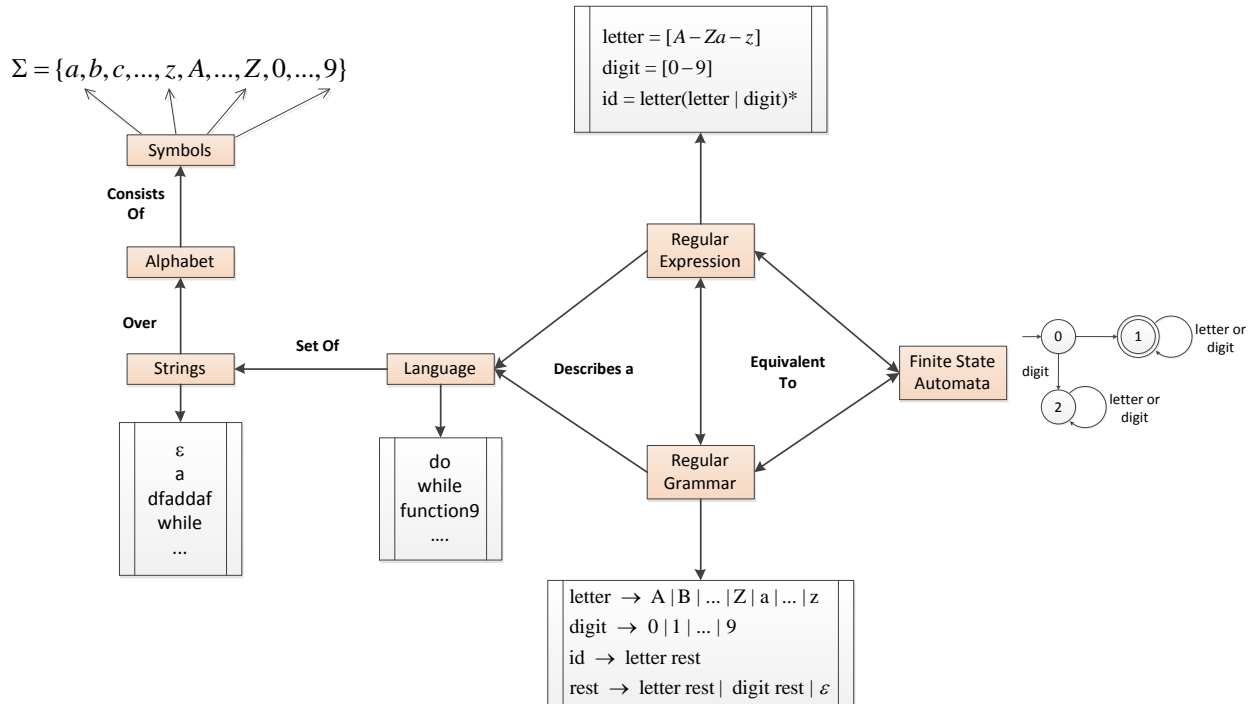 Σ = {a, b, c, ..., z, A, ..., Z, 0, ..., 9}
Symbols
Consists
Of
Alphabet
Over
Strings
ε
a
dfaddaf
while
...
Set Of
Language
do
while
function9
....
Describes a
letter = [A − Za − z]
digit = [0 − 9]
id = letter(letter | digit)*
Regular
Expression
Equivalent
To
Regular
Grammar
letter → A | B | ... | Z | a | ... | z
digit → 0 | 1 | ... | 9
id → letter rest
rest → letter rest | digit rest | ε
Finite State
Automata
0
1
letter or
digit
digit
2
letter or
digit